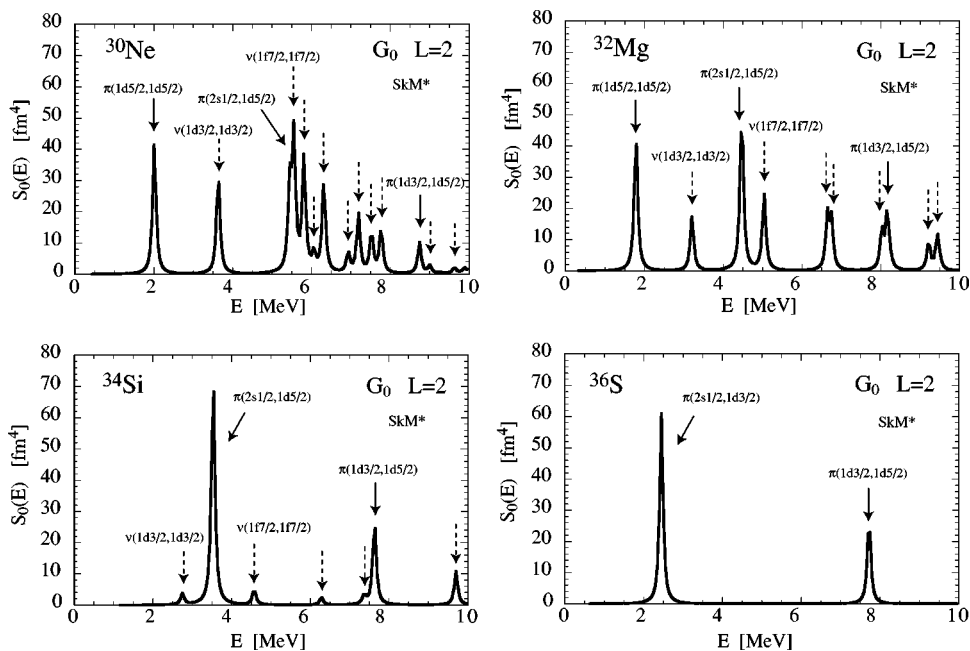 ³⁰Ne
G₀ L=2
SkM*
ν(1f7/2,1f7/2)
π(2s1/2,1d5/2)
π(1d5/2,1d5/2)
ν(1d3/2,1d3/2)
π(1d3/2,1d5/2)
S₀(E) [fm⁴]
80
70
60
50
40
30
20
10
0
0 2 4 6 8 10
E [MeV]
³²Mg
G₀ L=2
SkM*
π(2s1/2,1d5/2)
π(1d5/2,1d5/2)
ν(1f7/2,1f7/2)
ν(1d3/2,1d3/2)
π(1d3/2,1d5/2)
S₀(E) [fm⁴]
80
70
60
50
40
30
20
10
0
0 2 4 6 8 10
E [MeV]
³⁴Si
G₀ L=2
SkM*
π(2s1/2,1d5/2)
π(1d3/2,1d5/2)
ν(1d3/2,1d3/2)
ν(1f7/2,1f7/2)
S₀(E) [fm⁴]
80
70
60
50
40
30
20
10
0
0 2 4 6 8 10
E [MeV]
³⁶S
G₀ L=2
SkM*
π(2s1/2,1d3/2)
π(1d3/2,1d5/2)
S₀(E) [fm⁴]
80
70
60
50
40
30
20
10
0
0 2 4 6 8 10
E [MeV]